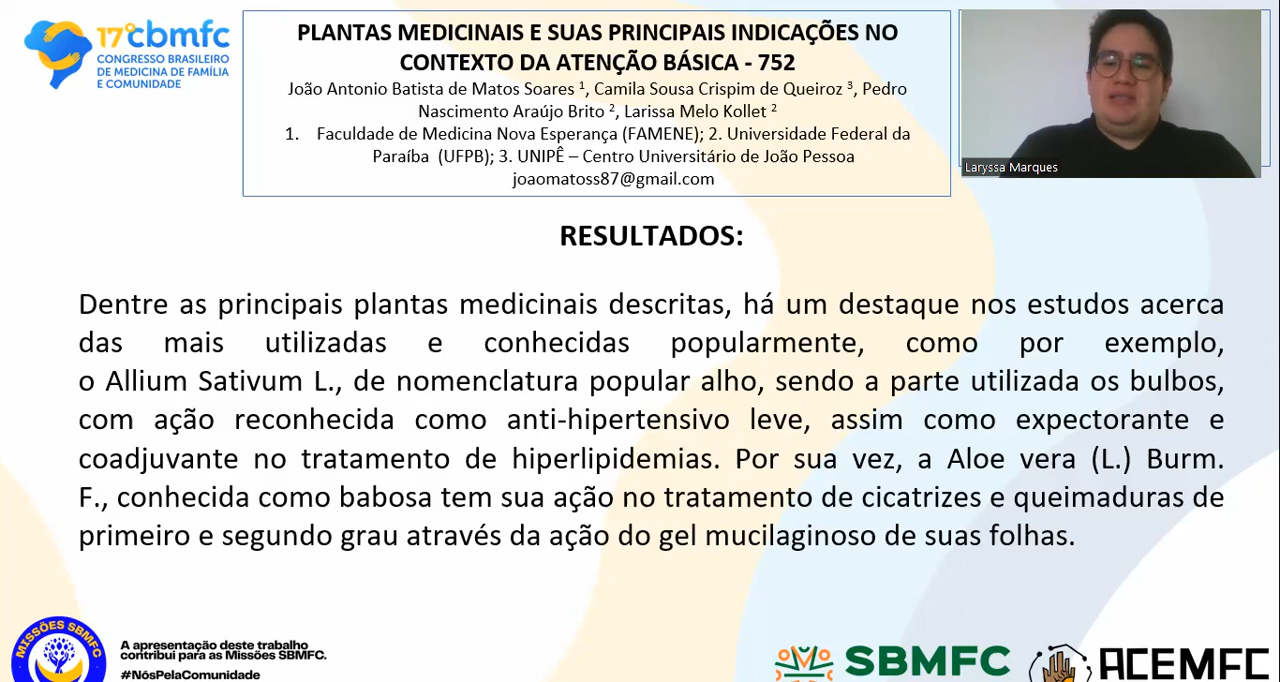 17º cbmfc
CONGRESSO BRASILEIRO
DE MEDICINA DE FAMÍLIA
E COMUNIDADE
PLANTAS MEDICINAIS E SUAS PRINCIPAIS INDICAÇÕES NO
CONTEXTO DA ATENÇÃO BÁSICA - 752
João Antonio Batista de Matos Soares ¹, Camila Sousa Crispim de Queiroz ³, Pedro
Nascimento Araújo Brito ², Larissa Melo Kollet ²
1. Faculdade de Medicina Nova Esperança (FAMENE); 2. Universidade Federal da
Paraíba (UFPB); 3. UNIPÊ – Centro Universitário de João Pessoa
joaomatoss87@gmail.com
Laryssa Marques
RESULTADOS:
Dentre as principais plantas medicinais descritas, há um destaque nos estudos acerca
das mais utilizadas e conhecidas popularmente, como por exemplo,
o Allium Sativum L., de nomenclatura popular alho, sendo a parte utilizada os bulbos,
com ação reconhecida como anti-hipertensivo leve, assim como expectorante e
coadjuvante no tratamento de hiperlipidemias. Por sua vez, a Aloe vera (L.) Burm.
F., conhecida como babosa tem sua ação no tratamento de cicatrizes e queimaduras de
primeiro e segundo grau através da ação do gel mucilaginoso de suas folhas.
MISSÕES SBMFC
A apresentação deste trabalho
contribui para as Missões SBMFC.
#NósPelaComunidade
SBMFC
ACEMFC